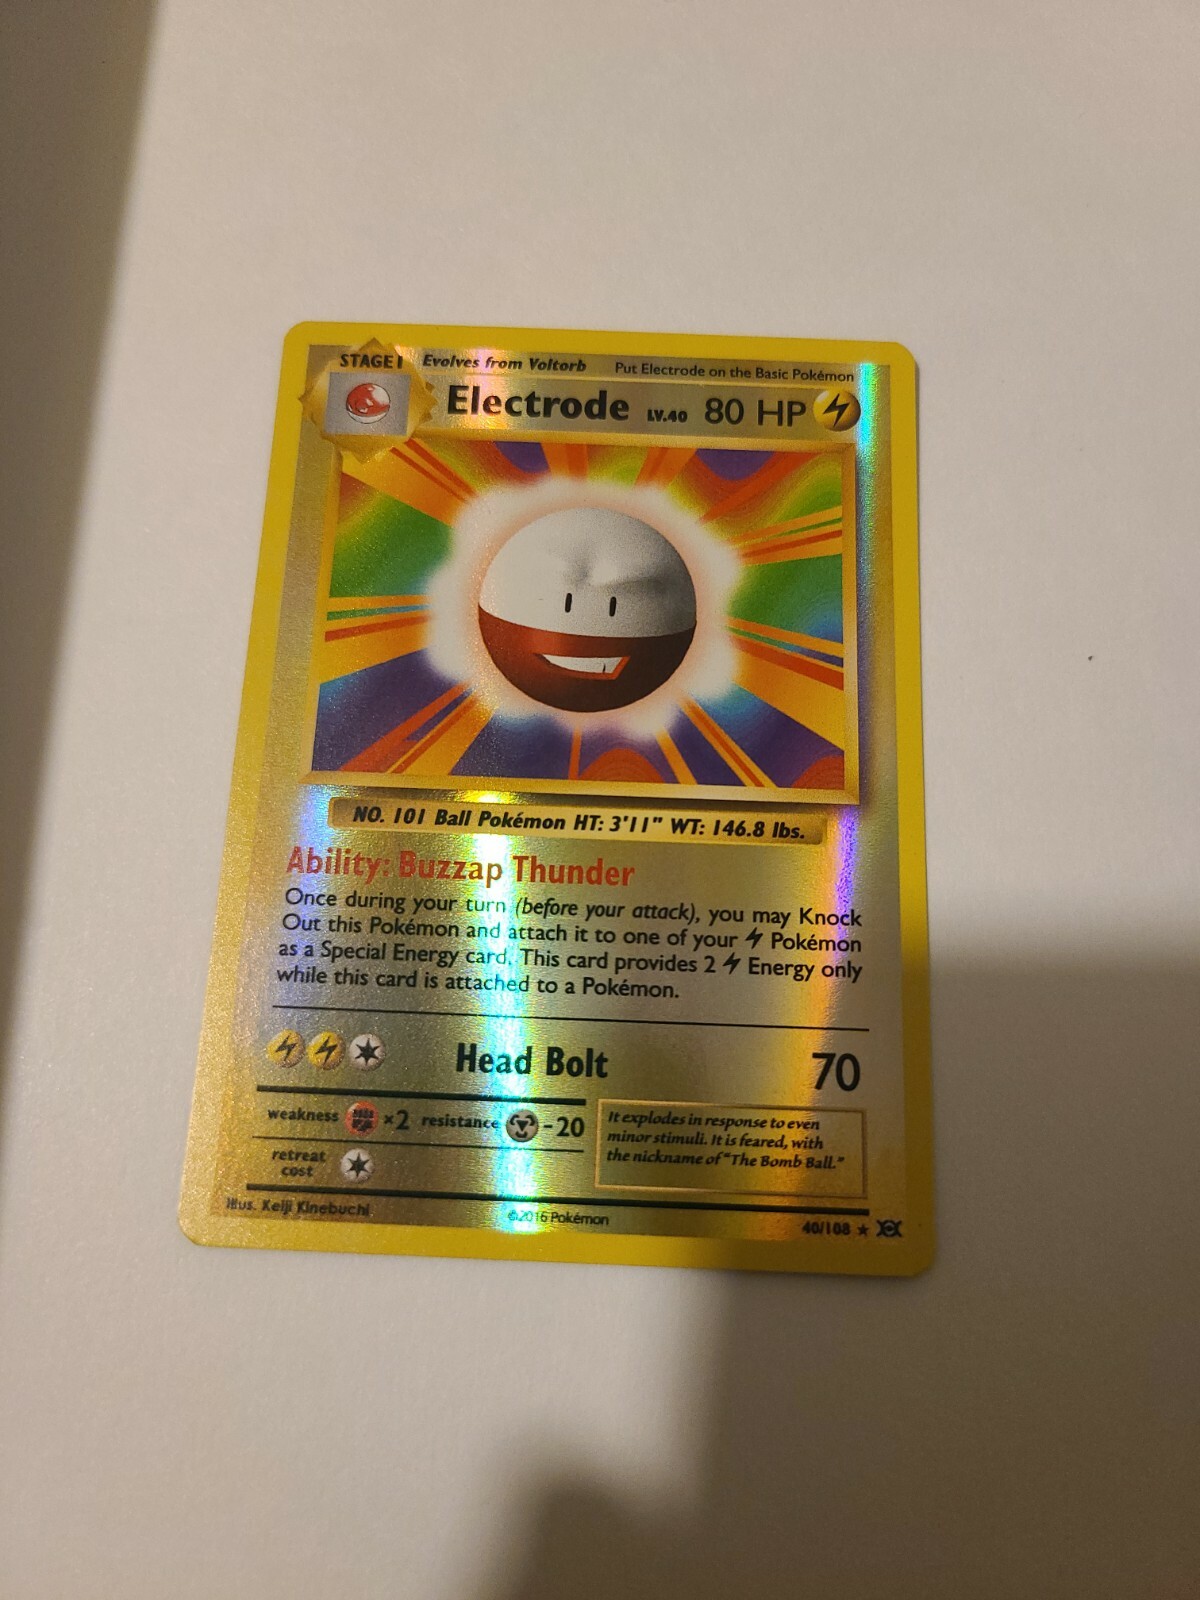 STAGE 1 Evolves from Voltorb Put Electrode on the Basic Pokémon
Electrode LV.40 80 HP
NO. 101 Ball Pokémon HT: 3'11" WT: 146.8 lbs.
Ability: Buzzap Thunder
Once during your turn (before your attack), you may Knock
Out this Pokémon and attach it to one of your Pokémon
as a Special Energy card. This card provides 2 Energy only
while this card is attached to a Pokémon.
Head Bolt 70
weakness ×2 resistance -20
retreat
cost
It explodes in response to even
minor stimuli. It is feared, with
the nickname of "The Bomb Ball."
Illus. Keiji Kinebuchi
©2016 Pokémon
40/108 ★